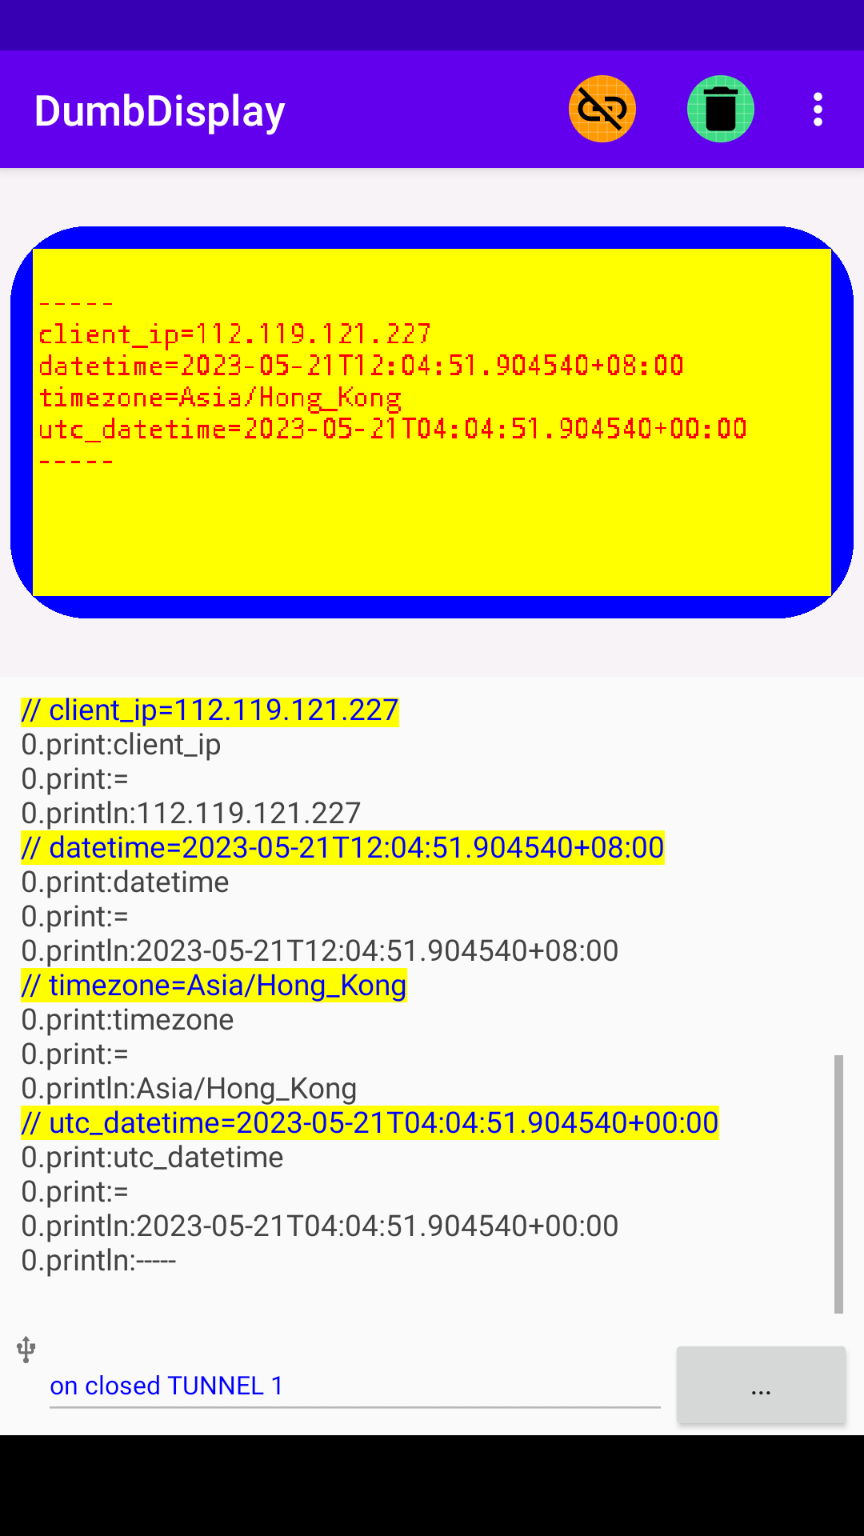 DumbDisplay
-----
client_ip=112.119.121.227
datetime=2023-05-21T12:04:51.904540+08:00
timezone=Asia/Hong_Kong
utc_datetime=2023-05-21T04:04:51.904540+00:00
-----
// client_ip=112.119.121.227
0.print:client_ip
0.print:=
0.println:112.119.121.227
// datetime=2023-05-21T12:04:51.904540+08:00
0.print:datetime
0.print:=
0.println:2023-05-21T12:04:51.904540+08:00
// timezone=Asia/Hong_Kong
0.print:timezone
0.print:=
0.println:Asia/Hong_Kong
// utc_datetime=2023-05-21T04:04:51.904540+00:00
0.print:utc_datetime
0.print:=
0.println:2023-05-21T04:04:51.904540+00:00
0.println:-----
on closed TUNNEL 1
...